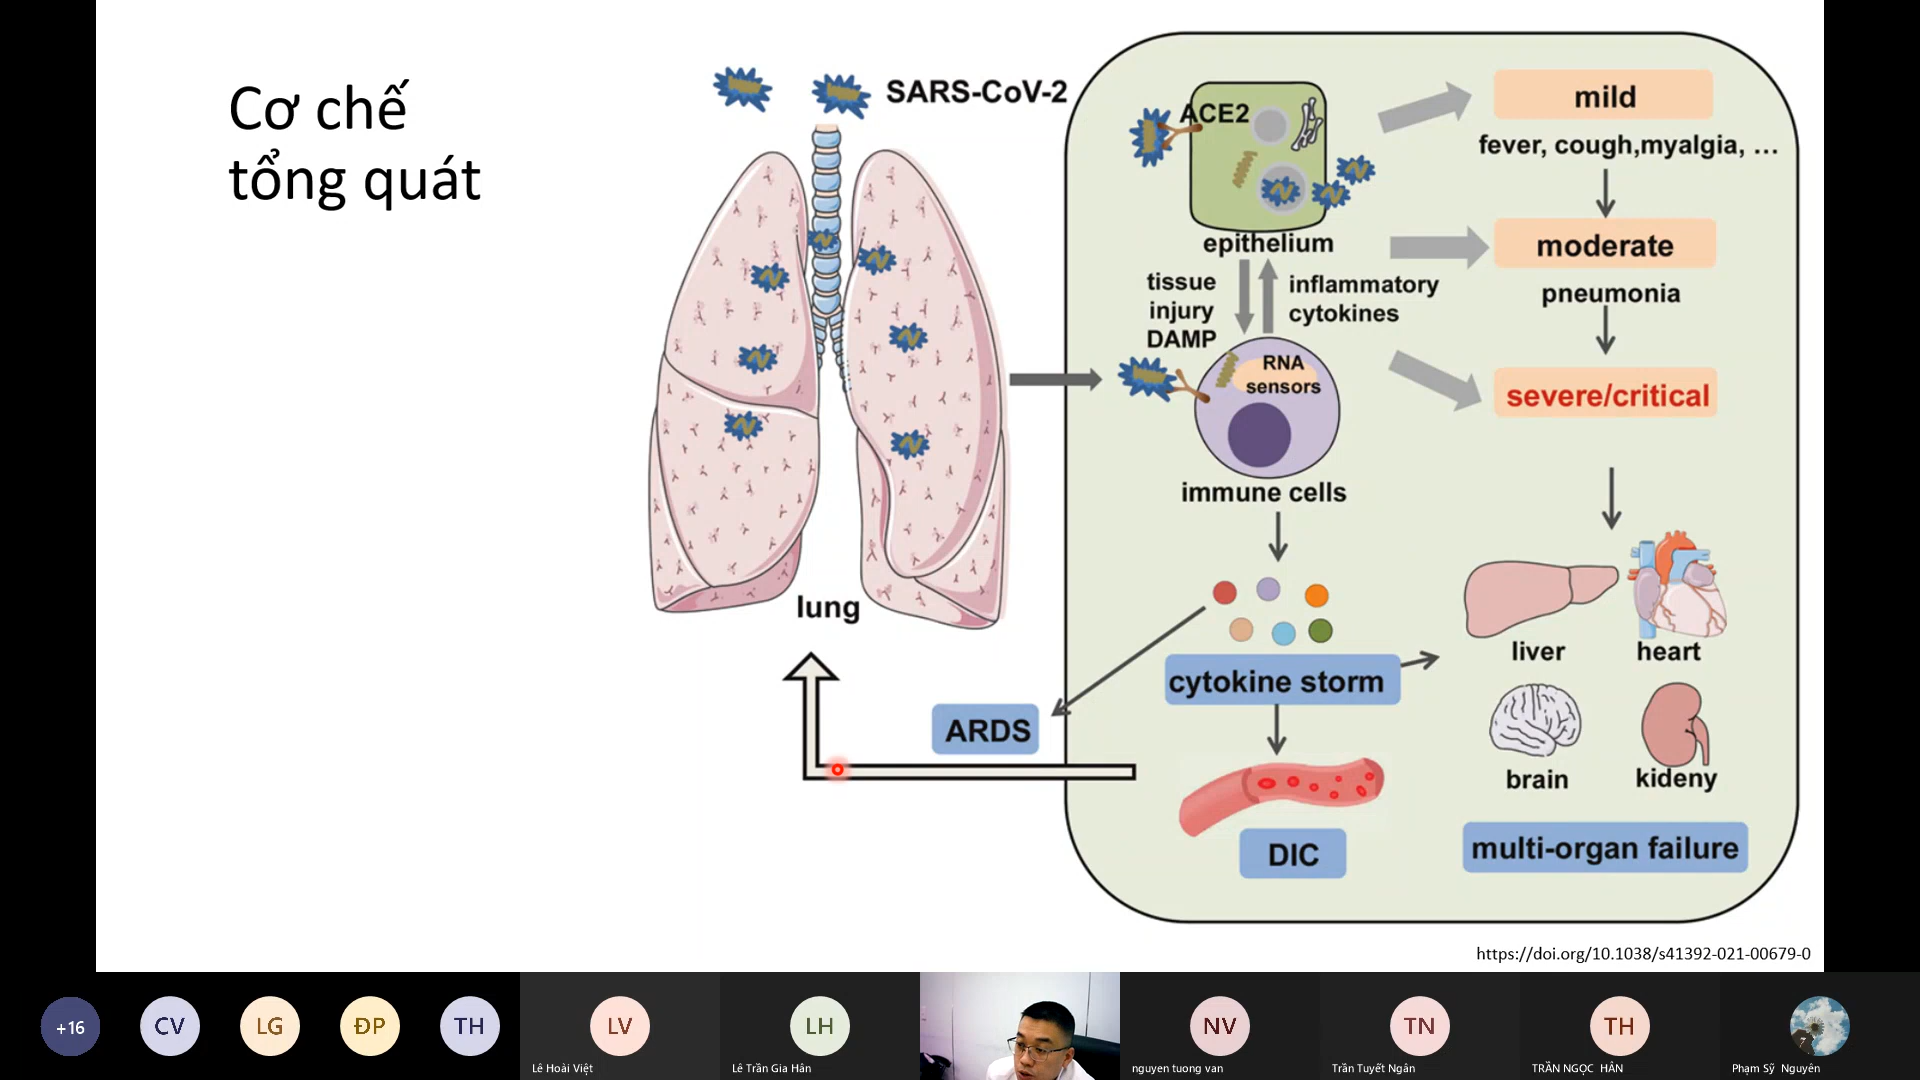 Cơ chế
tổng quát
SARS-CoV-2
lung
ARDS
ACE2
epithelium
tissue
injury
DAMP
inflammatory
cytokines
RNA
sensors
immune cells
cytokine storm
DIC
mild
fever, cough,myalgia, ...
moderate
pneumonia
severe/critical
liver
heart
brain
kideny
multi-organ failure
https://doi.org/10.1038/s41392-021-00679-0
+16
CV
LG
ĐP
TH
LV
Lê Hoài Việt
LH
Lê Trần Gia Hân
NV
nguyen tuong van
TN
Trần Tuyết Ngân
TH
TRẦN NGỌC HÂN
Phạm Sỹ Nguyên